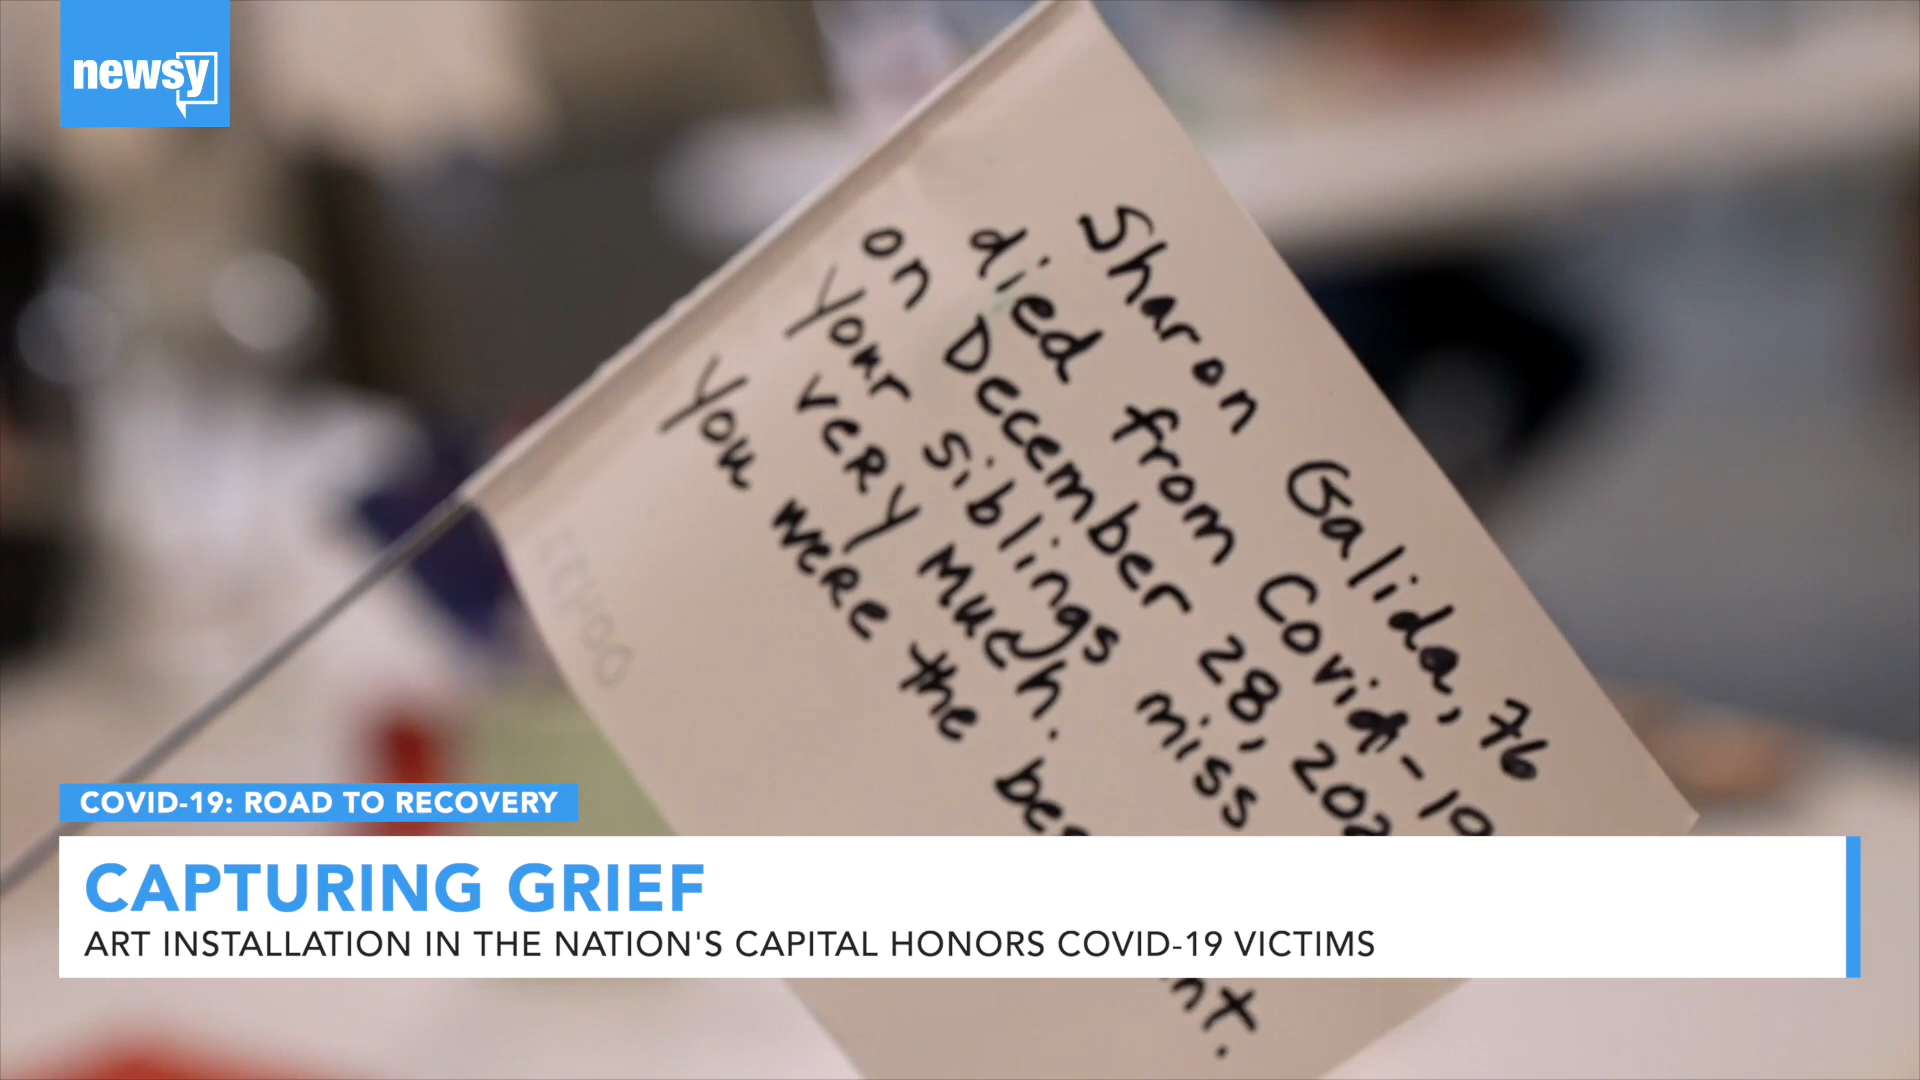 newsy
Sharon Galida, 76
died from Covid-19
on December 28, 202
your siblings miss
very much.
You were the be
nt.
COVID-19: ROAD TO RECOVERY
CAPTURING GRIEF
ART INSTALLATION IN THE NATION'S CAPITAL HONORS COVID-19 VICTIMS